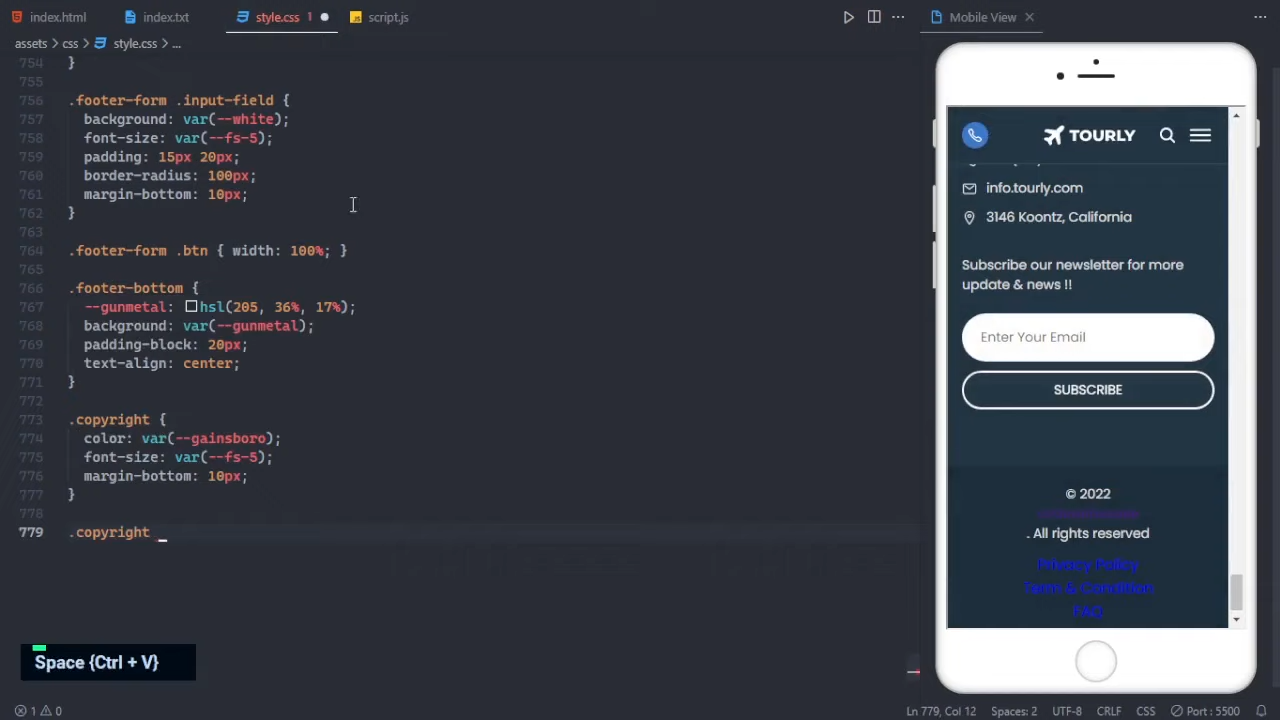 index.html
index.txt
style.css 1
script.js
Mobile View
assets > css > style.css > ...
754 }
755
756 .footer-form .input-field {
757 background: var(--white);
758 font-size: var(--fs-5);
759 padding: 15px 20px;
760 border-radius: 100px;
761 margin-bottom: 10px;
762 }
763
764 .footer-form .btn { width: 100%; }
765
766 .footer-bottom {
767 --gunmetal: hsl(205, 36%, 17%);
768 background: var(--gunmetal);
769 padding-block: 20px;
770 text-align: center;
771 }
772
773 .copyright {
774 color: var(--gainsboro);
775 font-size: var(--fs-5);
776 margin-bottom: 10px;
777 }
778
779 .copyright
TOURLY
info.tourly.com
3146 Koontz, California
Subscribe our newsletter for more
update & news !!
Enter Your Email
SUBSCRIBE
© 2022
. All rights reserved
Privacy Policy
Term & Condition
FAQ
Space {Ctrl + V}
1 0
Ln 779, Col 12
Spaces: 2
UTF-8
CRLF
CSS
Port : 5500